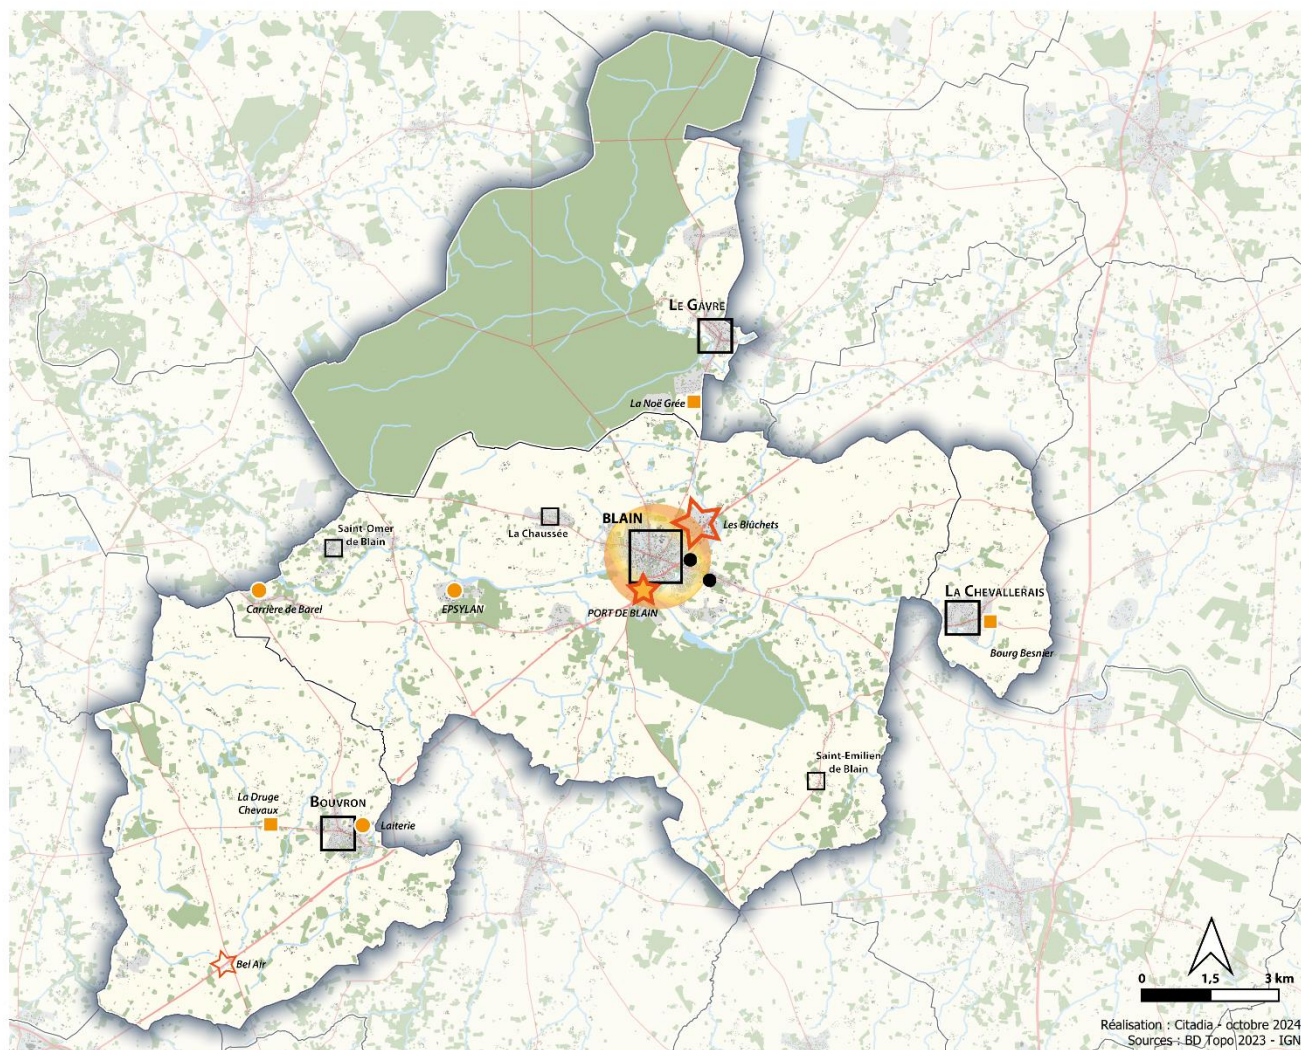 LE GÂVRE
La Noë Grée
BLAIN
Les Blûchets
Saint-Omer
de Blain
La Chaussée
Carrière de Barel
EPSYLAN
PORT DE BLAIN
LA CHEVALLERAIS
Bourg Besnier
Saint-Emilien
de Blain
La Druge
Chevaux
BOUVRON
Laiterie
Bel Air
0 1,5 3 km
Réalisation : Citadia - octobre 2024
Sources : BD Topo 2023 - IGN